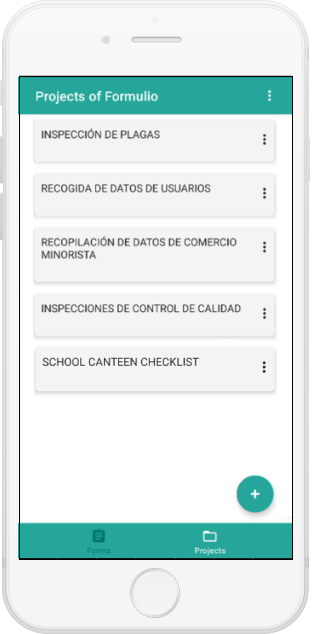 Projects of Formulio
INSPECCIÓN DE PLAGAS
RECOGIDA DE DATOS DE USUARIOS
RECOPILACIÓN DE DATOS DE COMERCIO
MINORISTA
INSPECCIONES DE CONTROL DE CALIDAD
SCHOOL CANTEEN CHECKLIST
Forms
Projects